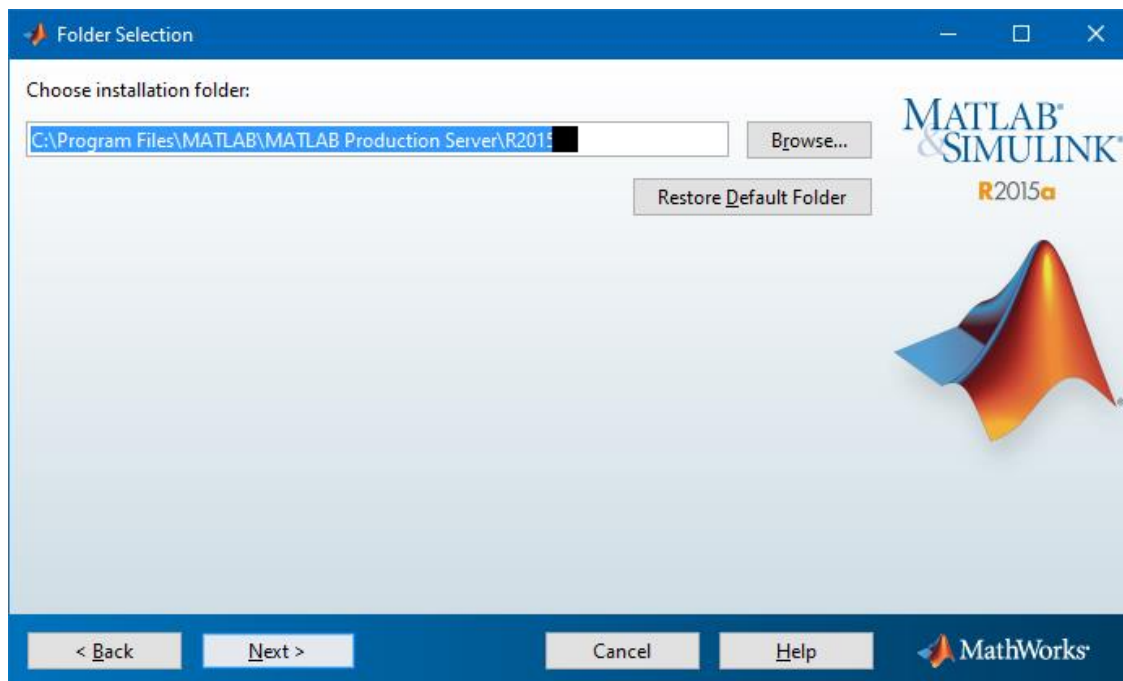 Folder Selection
Choose installation folder:
C:\Program Files\MATLAB\MATLAB Production Server\R2015
Browse...
Restore Default Folder
MATLAB®
&SIMULINK®
R2015a
< Back
Next >
Cancel
Help
MathWorks®